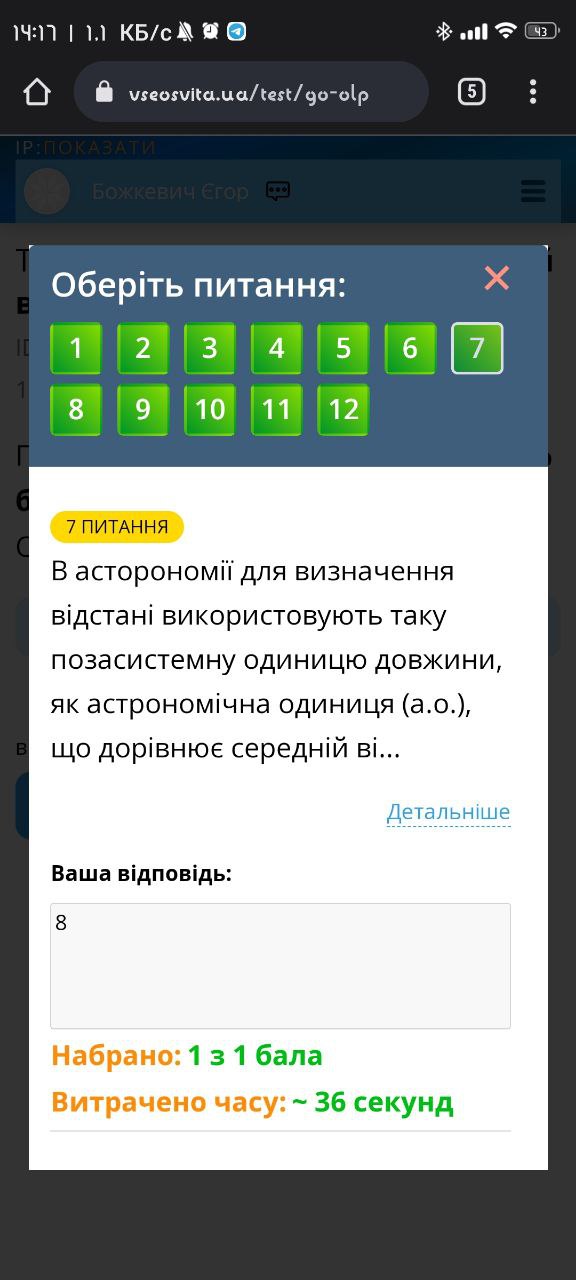 14:17 | 1.1 КБ/с
43
vseosvita.ua/test/go-olp
5
IP:ПОКАЗАТИ
Божкевич Єгор
Оберіть питання:
1 2 3 4 5 6 7
8 9 10 11 12
7 ПИТАННЯ
В асторономії для визначення
відстані використовують таку
позасистемну одиницю довжини,
як астрономічна одиниця (а.о.),
що дорівнює середній ві...
Детальніше
Ваша відповідь:
8
Набрано: 1 з 1 бала
Витрачено часу: ~ 36 секунд